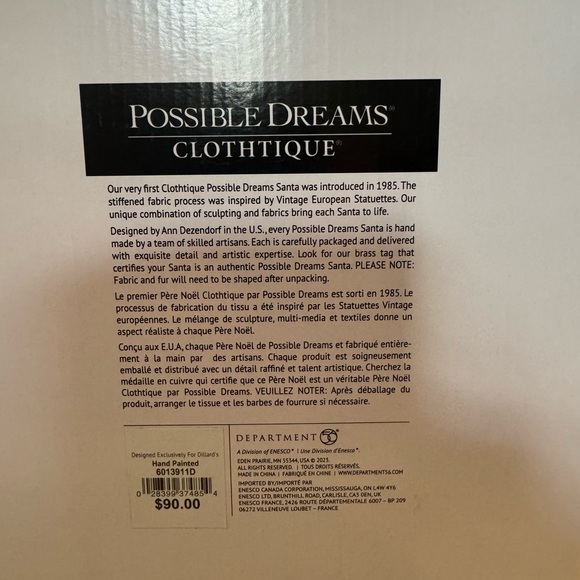 POSSIBLE DREAMS®
CLOTHTIQUE®
Our very first Clothtique Possible Dreams Santa was introduced in 1985. The
stiffened fabric process was inspired by Vintage European Statuettes. Our
unique combination of sculpting and fabrics bring each Santa to life.
Designed by Ann Dezendorf in the U.S., every Possible Dreams Santa is hand
made by a team of skilled artisans. Each is carefully packaged and delivered
with exquisite detail and artistic expertise. Look for our brass tag that
certifies your Santa is an authentic Possible Dreams Santa. PLEASE NOTE:
Fabric and fur will need to be shaped after unpacking.
Le premier Père Noël Clothtique par Possible Dreams est sorti en 1985. Le
processus de fabrication du tissu a été inspiré par les Statuettes Vintage
européennes. Le mélange de sculpture, multi-media et textiles donne un
aspect réaliste à chaque Père Noël.
Conçu aux E.U.A, chaque Père Noël de Possible Dreams et fabriqué entière-
ment à la main par des artisans. Chaque produit est soigneusement
emballé et distribué avec un détail raffiné et talent artistique. Cherchez la
médaille en cuivre qui certifie que ce Père Noël est un véritable Père Noël
Clothtique par Possible Dreams. VEUILLEZ NOTER: Après déballage du
produit, arranger le tissue et les barbes de fourrure si nécessaire.
Designed Exclusively For Dillard's
Hand Painted
6013911D
0 28399 37485 4
$90.00
DEPARTMENT 56®
A Division of ENESCO® | Une Division d'Enesco®
EDEN PRAIRIE, MN 55344, USA © 2023.
ALL RIGHTS RESERVED. | TOUS DROITS RÉSERVÉS.
MADE IN CHINA | FABRIQUÉ EN CHINE | WWW.DEPARTMENT56.COM
IMPORTED BY/IMPORTÉ PAR
ENESCO CANADA CORPORATION, MISSISSAUGA, ON L4W 4Y6
ENESCO LTD, BRUNTHILL ROAD, CARLISLE, CA3 0EN, UK
ENESCO FRANCE, 2426 ROUTE DÉPARTEMENTALE 6007 – BP 209
06272 VILLENEUVE LOUBET – FRANCE